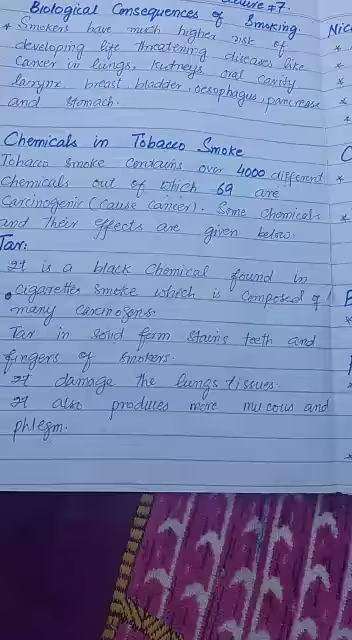 #7.
Biological Consequences of Smoking.
* Smokers have much higher risk of
developing life threatening diseases like
Cancer in lungs, Kidneys oral cavity
larynx, breast bladder, oesophagus, pancrease
and stomach.
Chemicals in Tobacco Smoke
Tobacco smoke contains over 4000 different
Chemicals out of which 69 are
Carcinogenic (cause cancer). Some Chemicals
and their effects are given below.
Tar:
It is a black Chemical found in
cigarettes smoke which is composed of
many carcinogens.
Tar in solid form stains teeth and
fingers of smokers.
It damage the lungs tissues.
It also produces more mucous and
phlegm.
Nic